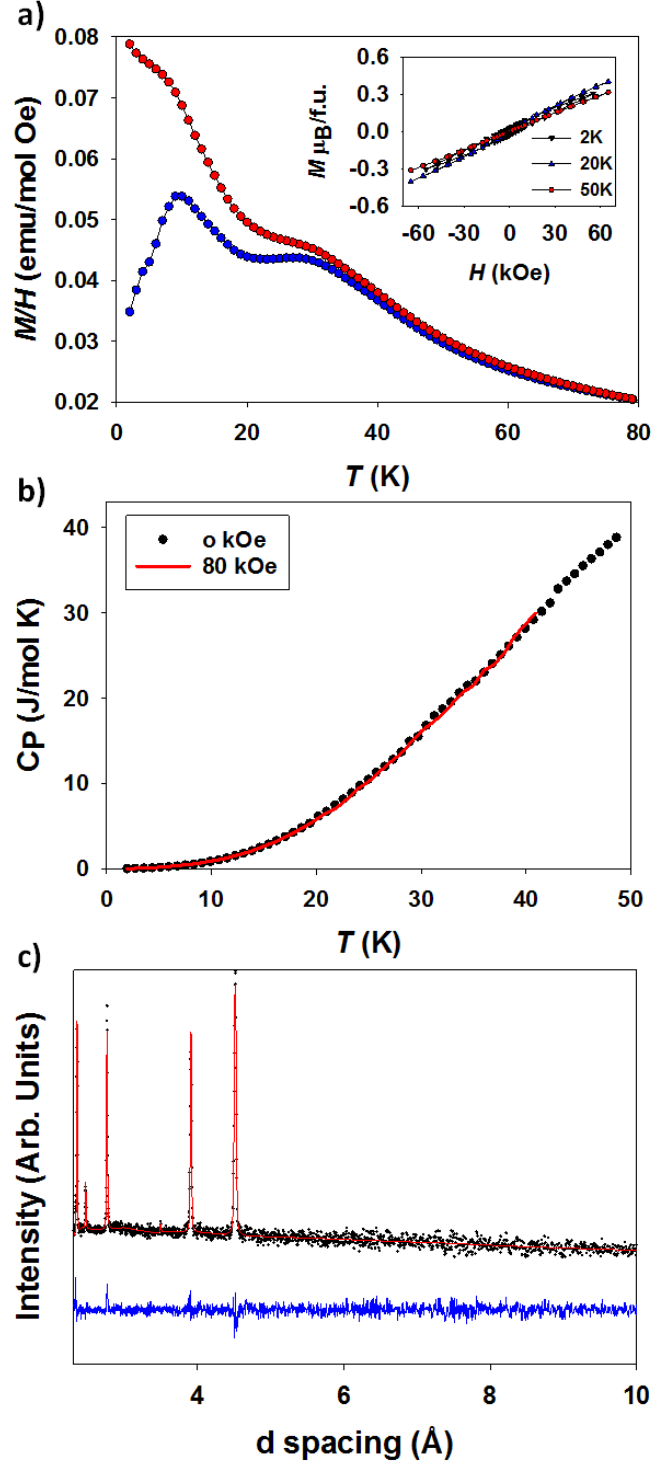 a)
0.08
0.07
0.06
0.05
0.04
0.03
0.02
M/H (emu/mol Oe)
0 20 40 60 80
T (K)
0.6
0.3
0.0
-0.3
-0.6
M μB/f.u.
2K
20K
50K
-60 -30 0 30 60
H (kOe)
b)
40
30
20
10
0
Cp (J/mol K)
o kOe
80 kOe
0 10 20 30 40 50
T (K)
c)
Intensity (Arb. Units)
4 6 8 10
d spacing (Å)